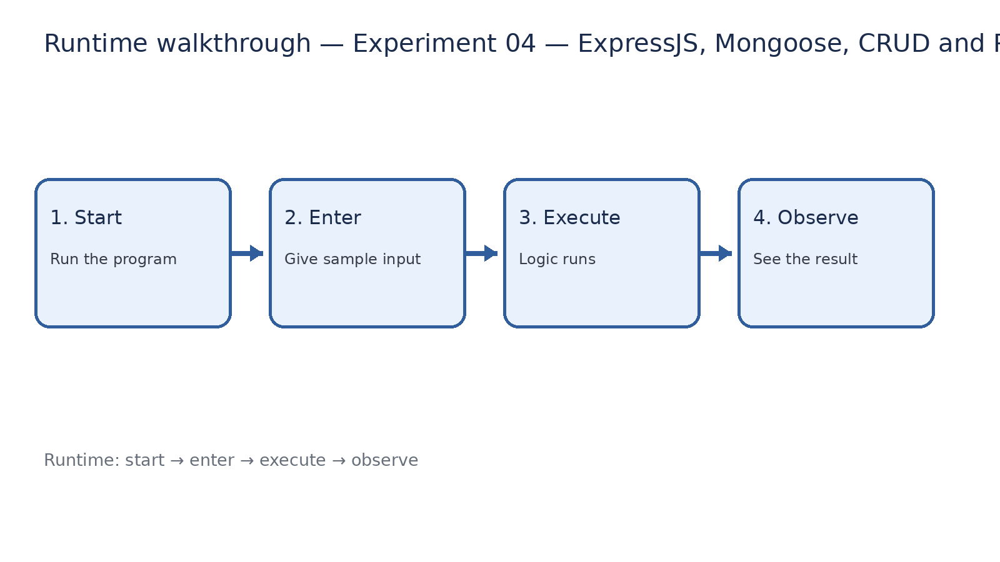 Runtime walkthrough — Experiment 04 — ExpressJS, Mongoose, CRUD and
1. Start
Run the program
2. Enter
Give sample input
3. Execute
Logic runs
4. Observe
See the result
Runtime: start → enter → execute → observe